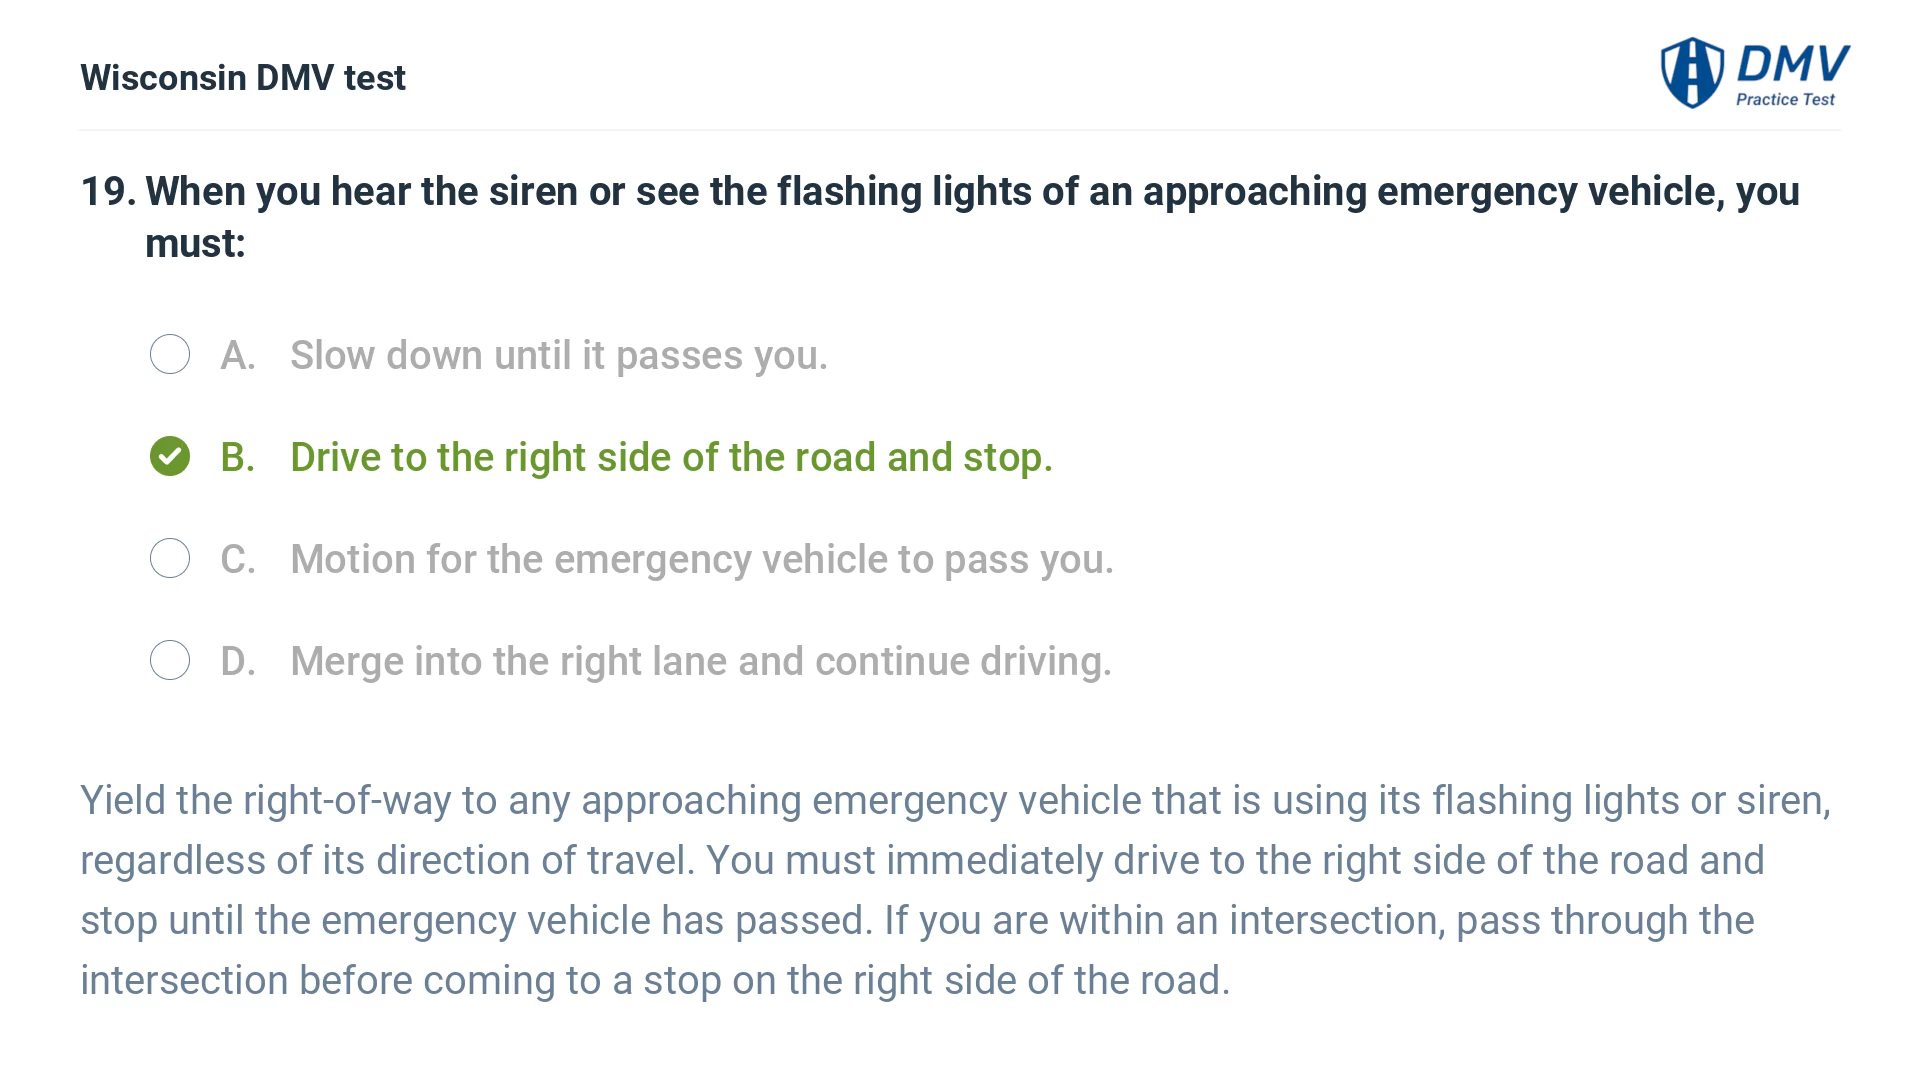 Wisconsin DMV test
DMV
Practice Test
19. When you hear the siren or see the flashing lights of an approaching emergency vehicle, you
must:
A. Slow down until it passes you.
B. Drive to the right side of the road and stop.
C. Motion for the emergency vehicle to pass you.
D. Merge into the right lane and continue driving.
Yield the right-of-way to any approaching emergency vehicle that is using its flashing lights or siren,
regardless of its direction of travel. You must immediately drive to the right side of the road and
stop until the emergency vehicle has passed. If you are within an intersection, pass through the
intersection before coming to a stop on the right side of the road.